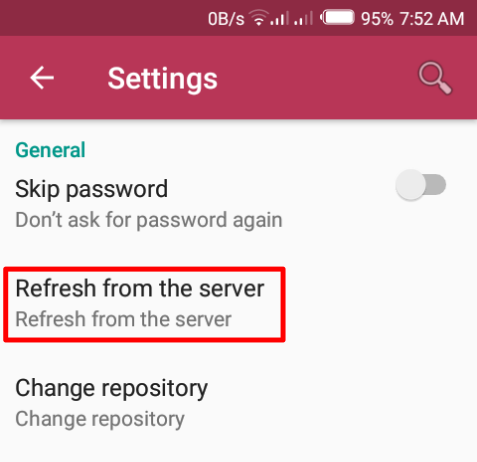 0B/s 95% 7:52 AM
Settings
General
Skip password
Don't ask for password again
Refresh from the server
Refresh from the server
Change repository
Change repository